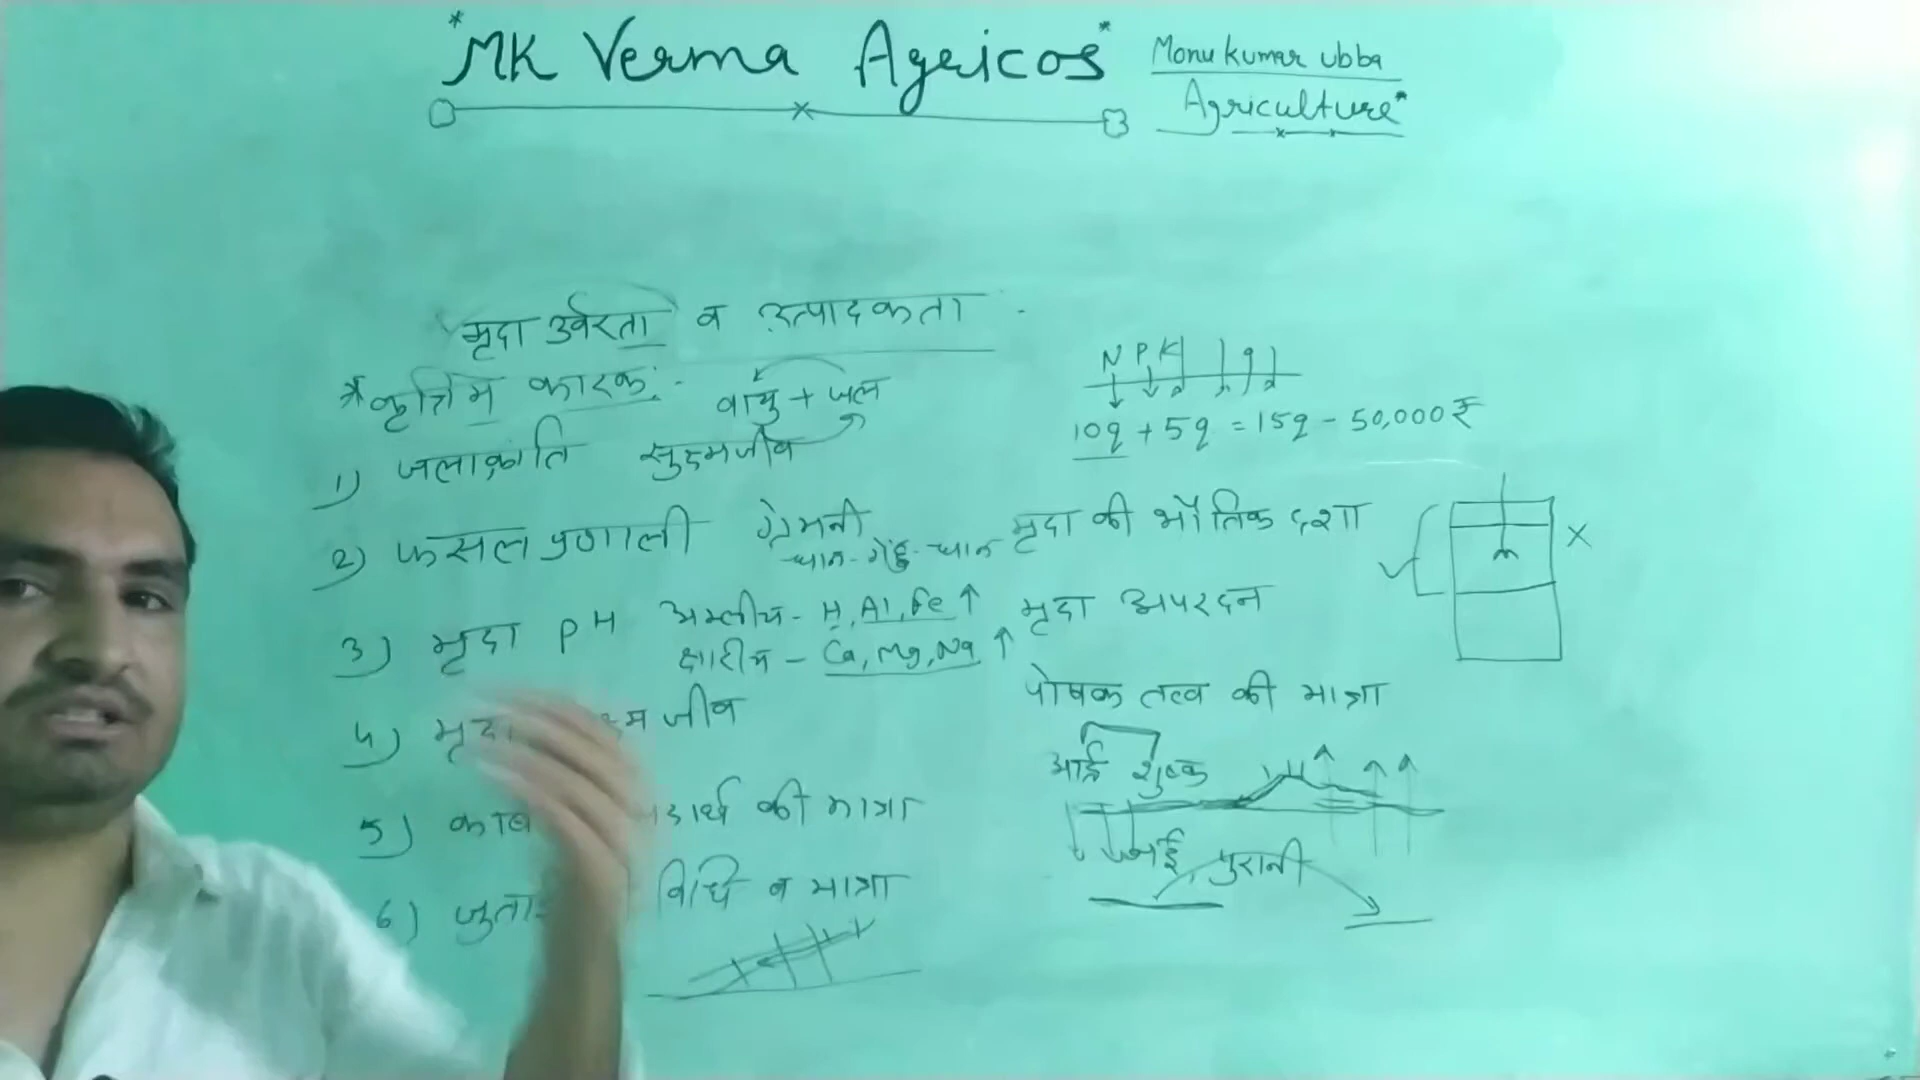 "MK Verma Agricos"
Monu kumar ubba
Agriculture"
मृदा उर्वरता व उत्पादकता
* कृत्रिम कारक :-
वायु + जल
1) जलाक्रांति सुक्ष्मजीव
2) फसल प्रणाली
धान-गेंहू-धान
3) मृदा pH अम्लीय - H, Al, Fe ↑
क्षारीय - Ca, Mg, Na ↑
4) मृदा जीव
5) की मात्रा
6) विधि व मात्रा
N P K
10q + 5q = 15q - 50,000 ₹
मृदा की भौतिक दशा
×
मृदा अपरदन
पोषक तत्व की मात्रा
आर्द्र शुष्क
नई, पुरानी